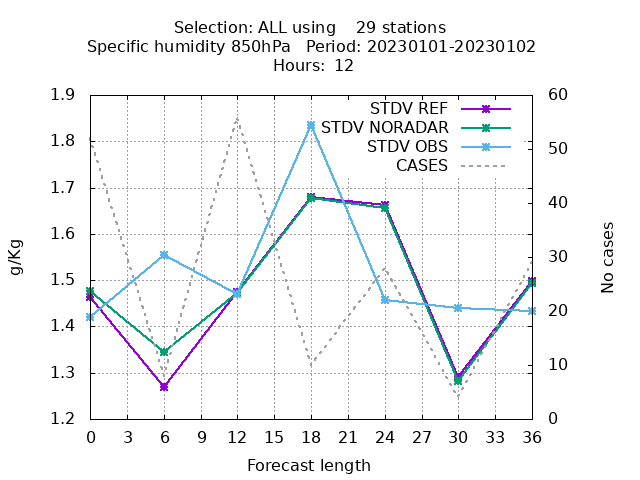 Selection: ALL using    29 stations
Specific humidity 850hPa   Period: 20230101-20230102
Hours:  12
STDV REF
STDV NORADAR
STDV OBS
CASES
1.9
1.8
1.7
1.6
1.5
1.4
1.3
1.2
g/Kg
60
50
40
30
20
10
0
No cases
0 3 6 9 12 15 18 21 24 27 30 33 36
Forecast length